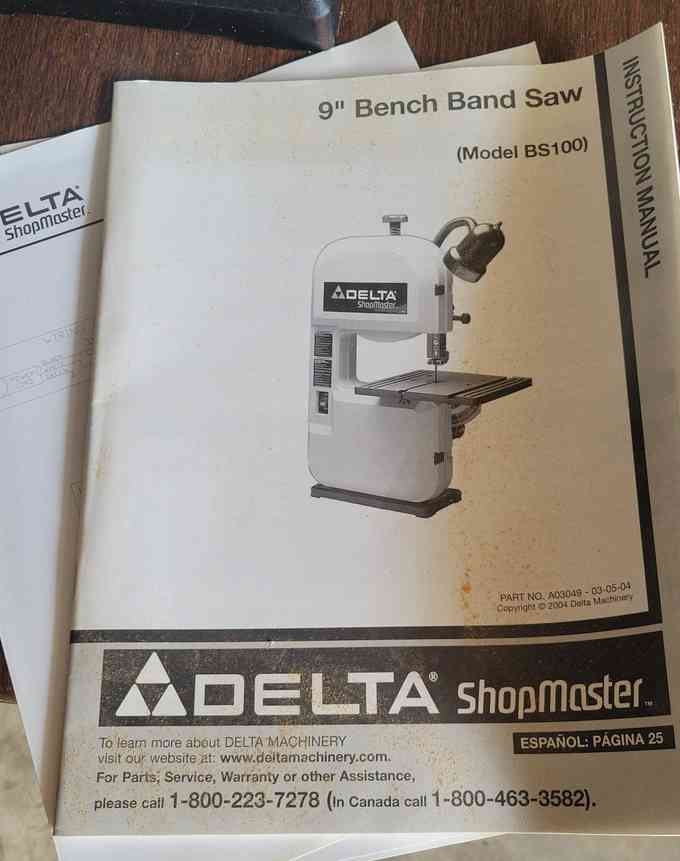 9" Bench Band Saw
(Model BS100)
INSTRUCTION MANUAL
ELTA
ShopMaster
DELTA
ShopMaster
PART NO. A03049 - 03-05-04
Copyright © 2004 Delta Machinery
DELTA® ShopMaster™
To learn more about DELTA MACHINERY
visit our website at: www.deltamachinery.com.
ESPAÑOL: PÁGINA 25
For Parts, Service, Warranty or other Assistance,
please call 1-800-223-7278 (In Canada call 1-800-463-3582).